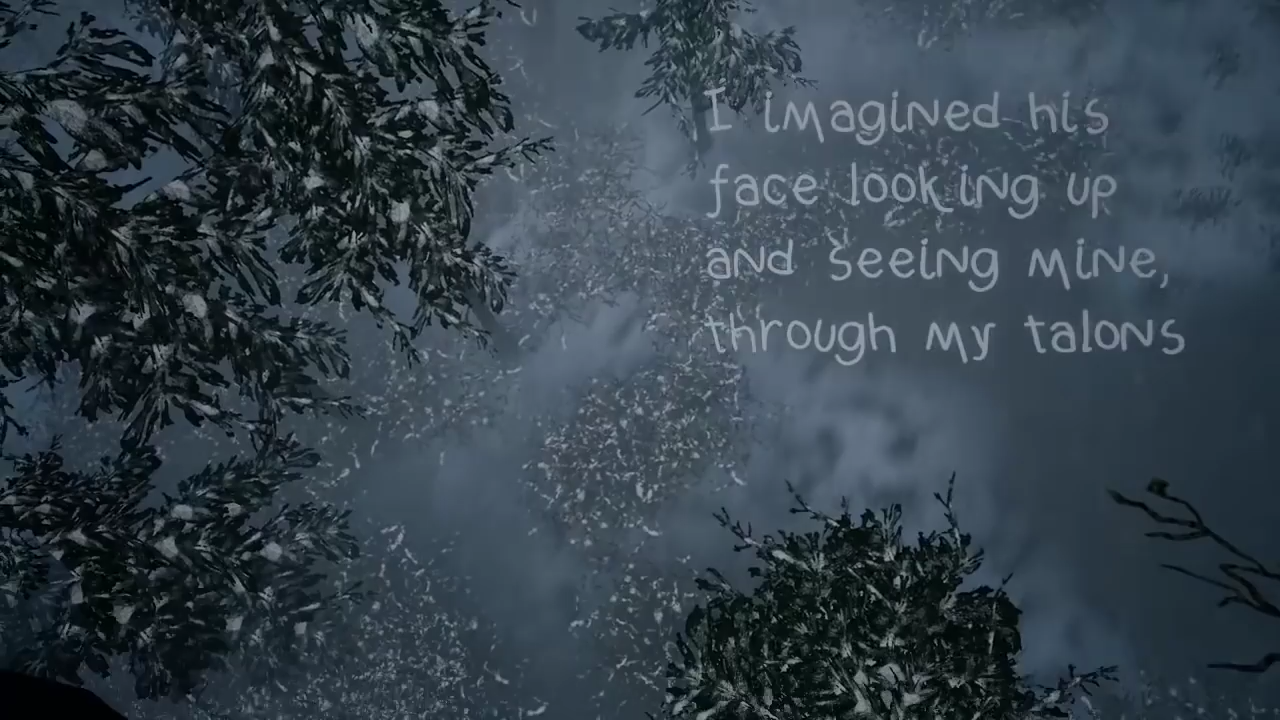 I imagined his
face looking up
and seeing mine,
through my talons